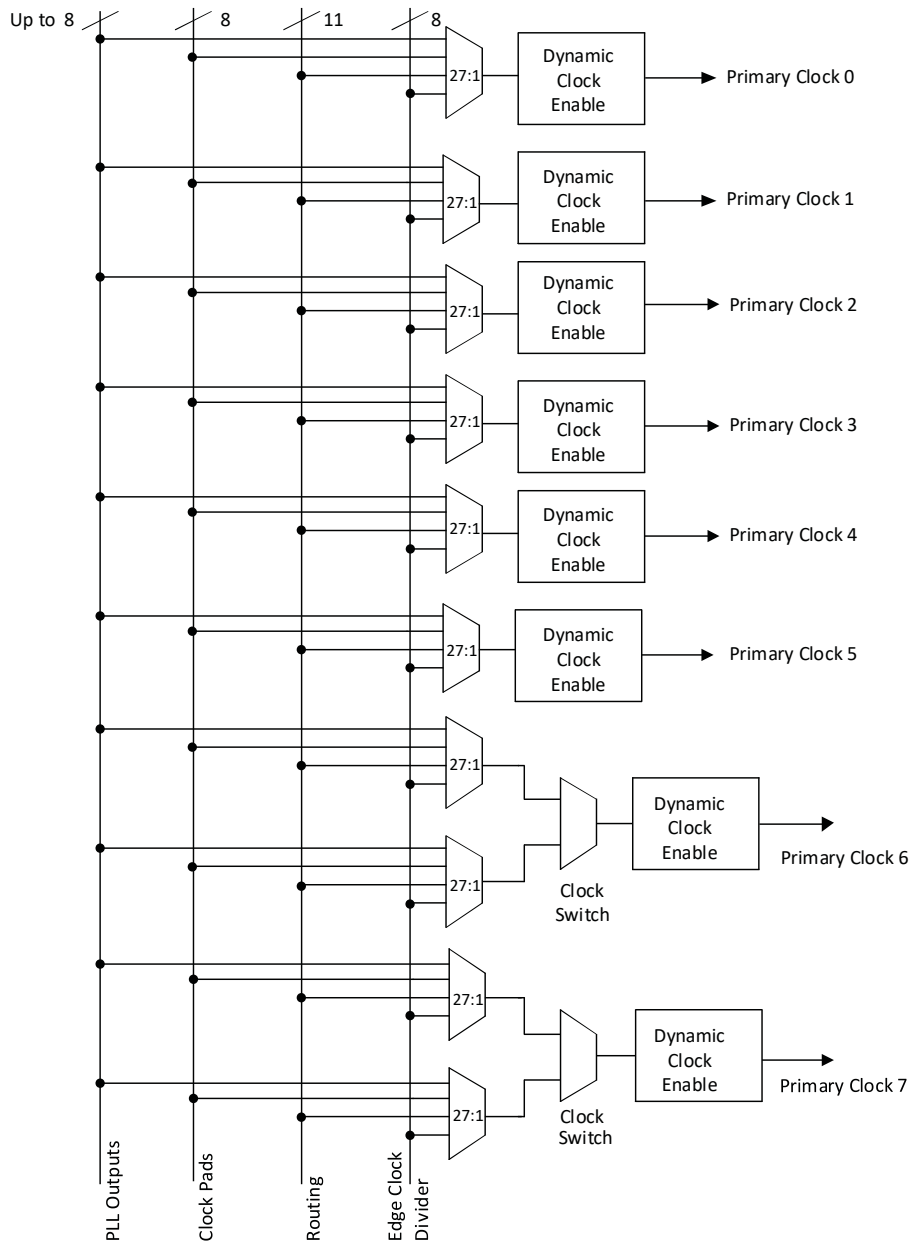 Up to 8 8 11 8
27:1
Dynamic
Clock
Enable
Primary Clock 0
27:1
Dynamic
Clock
Enable
Primary Clock 1
27:1
Dynamic
Clock
Enable
Primary Clock 2
27:1
Dynamic
Clock
Enable
Primary Clock 3
27:1
Dynamic
Clock
Enable
Primary Clock 4
27:1
Dynamic
Clock
Enable
Primary Clock 5
27:1
27:1
Clock
Switch
Dynamic
Clock
Enable
Primary Clock 6
27:1
27:1
Clock
Switch
Dynamic
Clock
Enable
Primary Clock 7
PLL Outputs
Clock Pads
Routing
Edge Clock
Divider